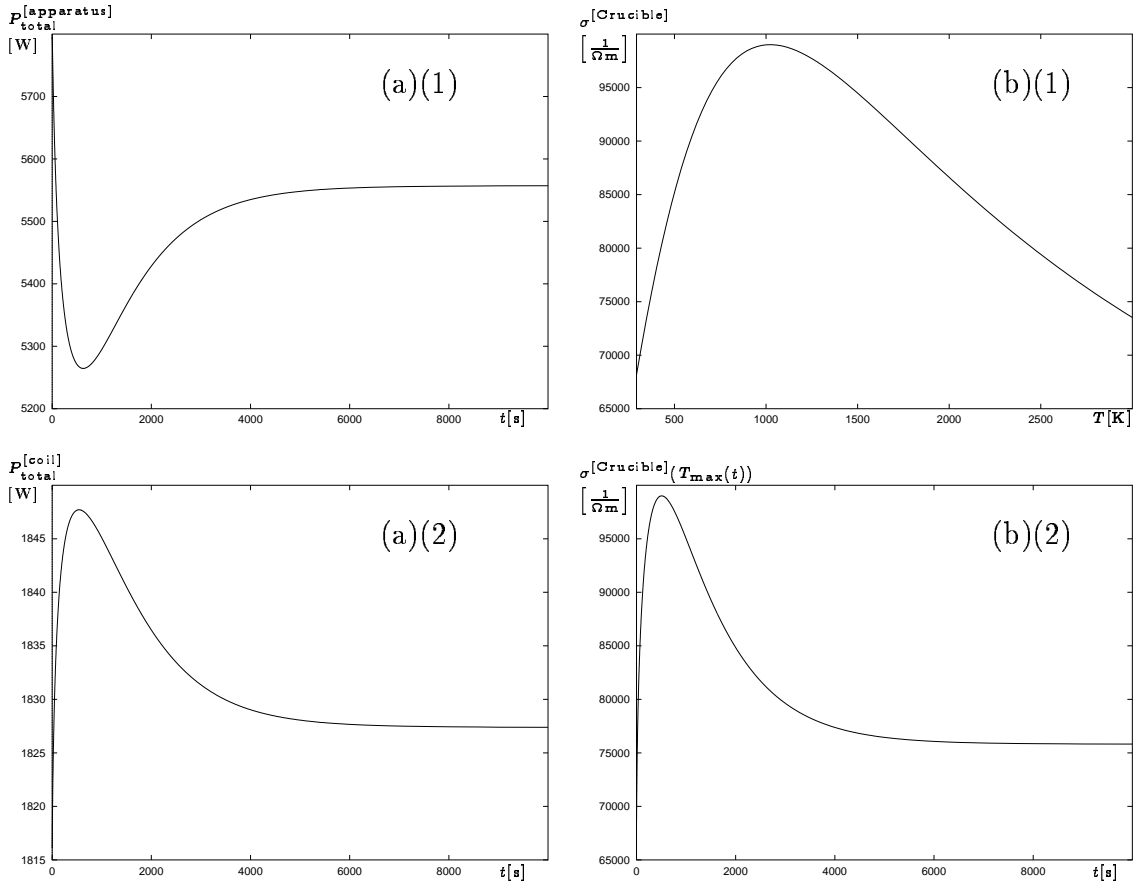 P_total^[apparatus]
[W]
(a)(1)
5700
5600
5500
5400
5300
5200
0 2000 4000 6000 8000 t[s]
σ^[Crucible]
[1/Ωm]
(b)(1)
95000
90000
85000
80000
75000
70000
65000
500 1000 1500 2000 2500 T[K]
P_total^[coil]
[W]
(a)(2)
1845
1840
1835
1830
1825
1820
1815
0 2000 4000 6000 8000 t[s]
σ^[Crucible](T_max(t))
[1/Ωm]
(b)(2)
95000
90000
85000
80000
75000
70000
65000
0 2000 4000 6000 8000 t[s]